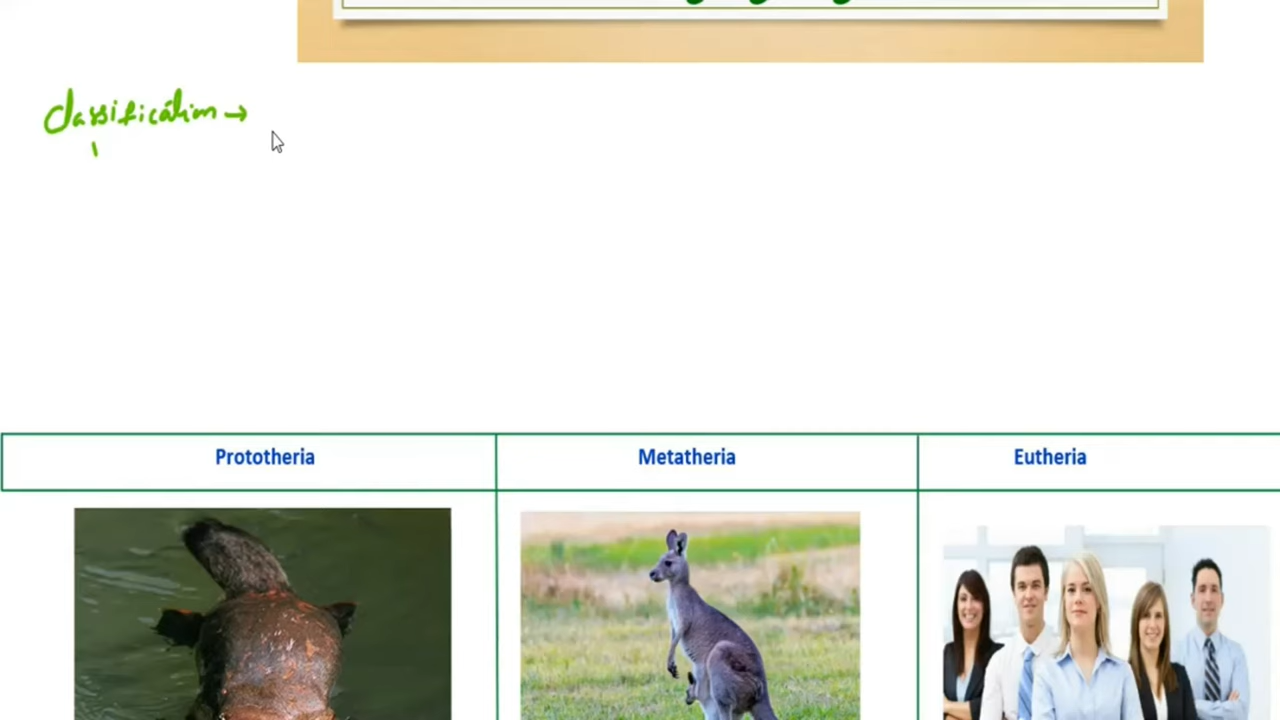 Classification →
Prototheria
Metatheria
Eutheria